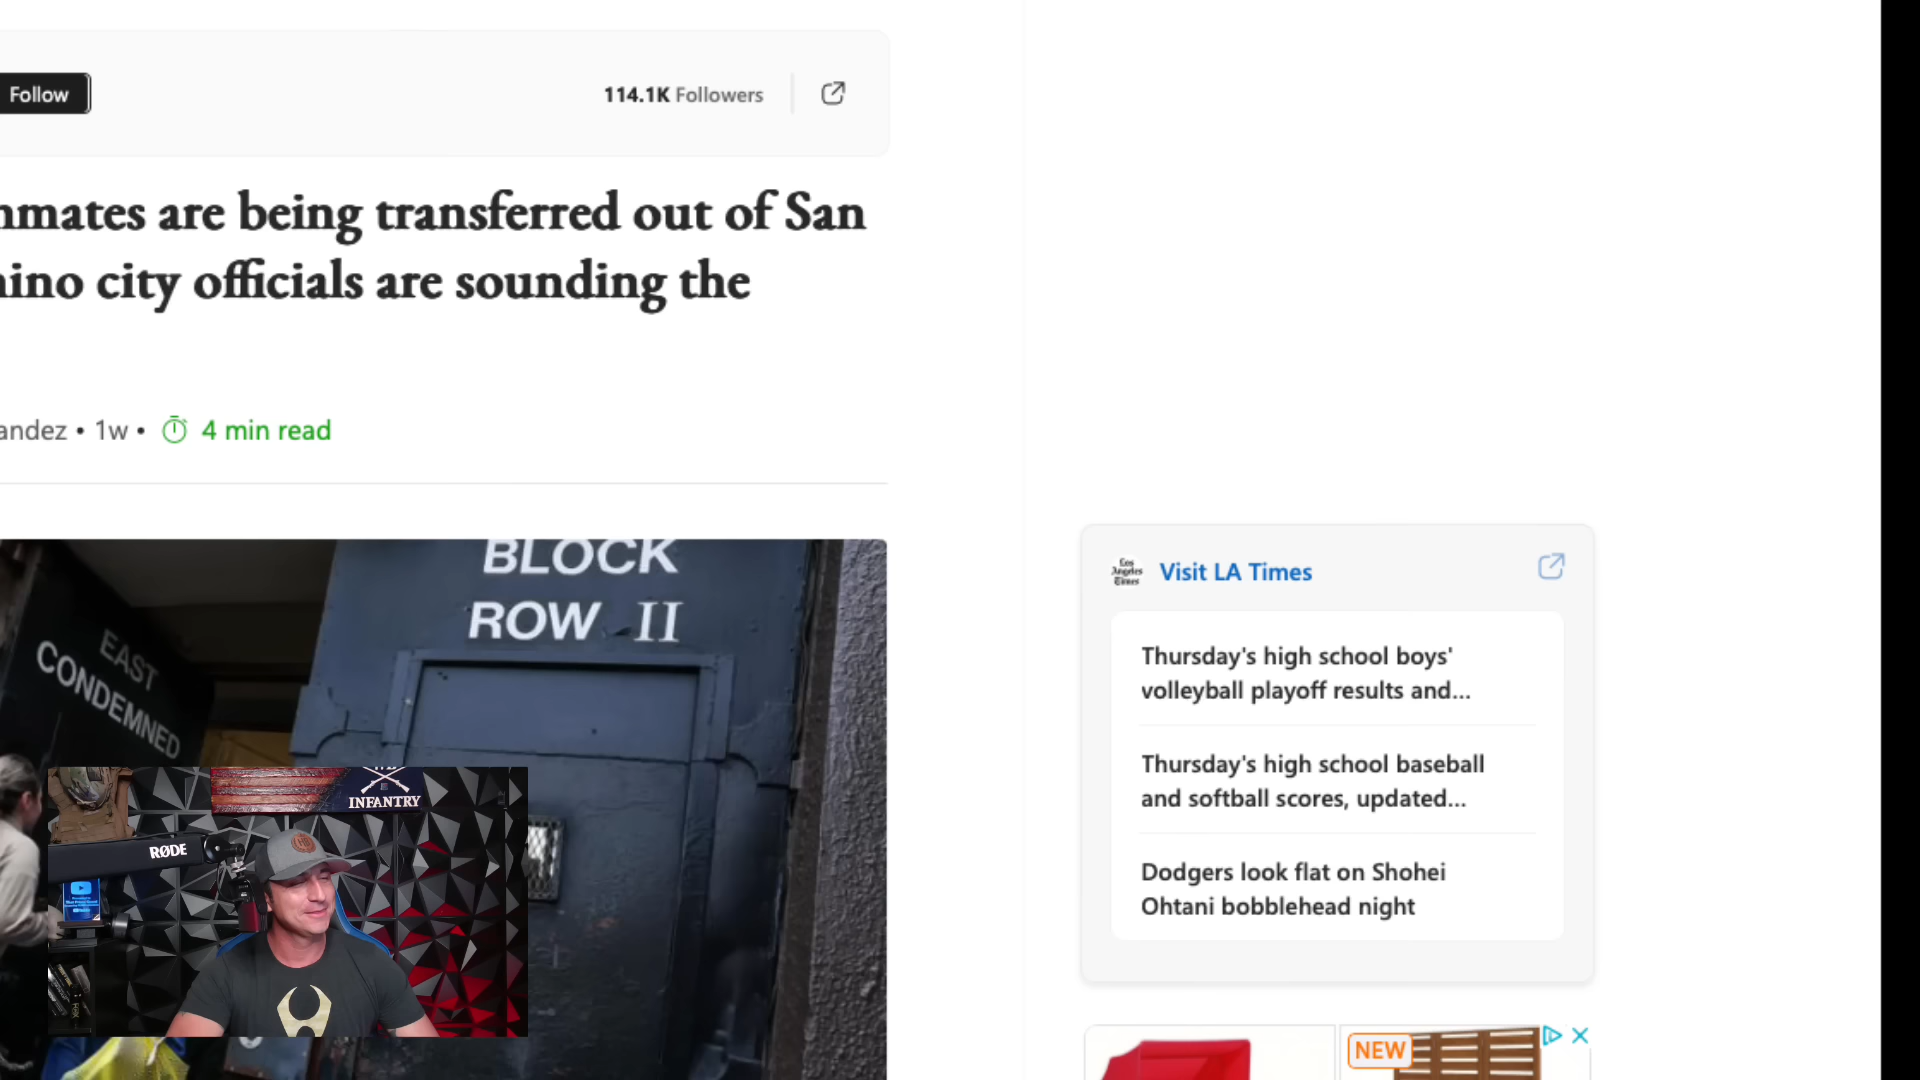 Follow
114.1K Followers
nmates are being transferred out of San
nino city officials are sounding the
andez • 1w • 4 min read
BLOCK
ROW II
EAST
CONDEMNED
INFANTRY
RØDE
Los Angeles Times
Visit LA Times
Thursday's high school boys'
volleyball playoff results and...
Thursday's high school baseball
and softball scores, updated...
Dodgers look flat on Shohei
Ohtani bobblehead night
NEW